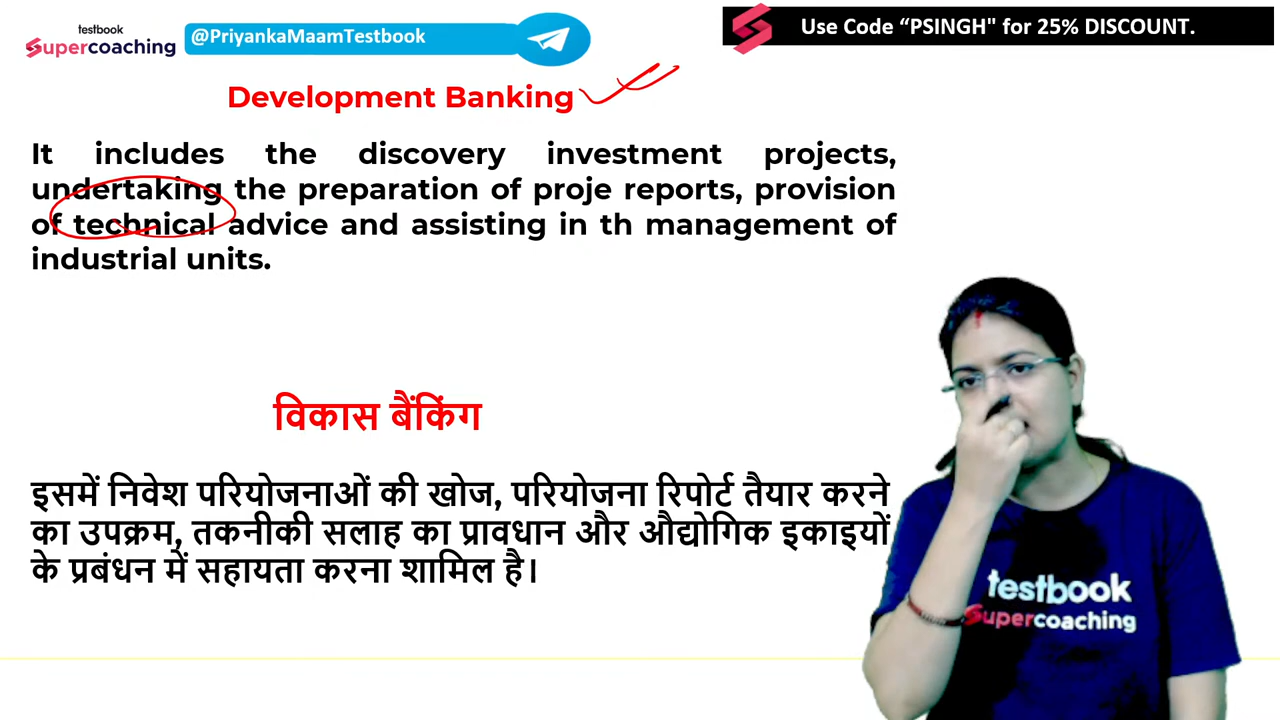 testbook
Supercoaching
@PriyankaMaamTestbook
Use Code “PSINGH" for 25% DISCOUNT.
Development Banking
It includes the discovery investment projects,
undertaking the preparation of proje reports, provision
of technical advice and assisting in th management of
industrial units.
विकास बैंकिंग
इसमें निवेश परियोजनाओं की खोज, परियोजना रिपोर्ट तैयार करने
का उपक्रम, तकनीकी सलाह का प्रावधान और औद्योगिक इकाइयों
के प्रबंधन में सहायता करना शामिल है।
testbook
Supercoaching